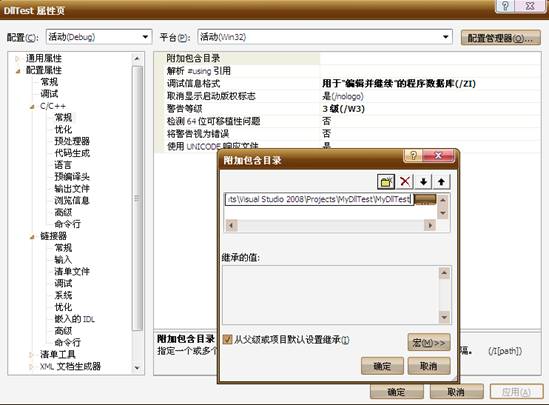 DllTest 属性页
配置(C): 活动(Debug) 平台(P): 活动(Win32) 配置管理器(O)...
通用属性
配置属性
常规
调试
C/C++
常规
优化
预处理器
代码生成
语言
预编译头
输出文件
浏览信息
高级
命令行
链接器
常规
输入
清单文件
调试
系统
优化
嵌入的 IDL
高级
命令行
清单工具
XML 文档生成器
附加包含目录
解析 #using 引用
调试信息格式 用于“编辑并继续”的程序数据库(/ZI)
取消显示启动版权标志 是(/nologo)
警告等级 3 级(/W3)
检测 64 位可移植性问题 否
将警告视为错误 否
使用 UNICODE 响应文件 是
附加包含目录
ts\Visual Studio 2008\Projects\MyDllTest\MyDllTest
继承的值:
从父级或项目默认设置继承(I)
宏(M)>>
确定 取消
附加包含目录
指定一个或多个
隔。 (/I[path])
确定 取消 应用(A)